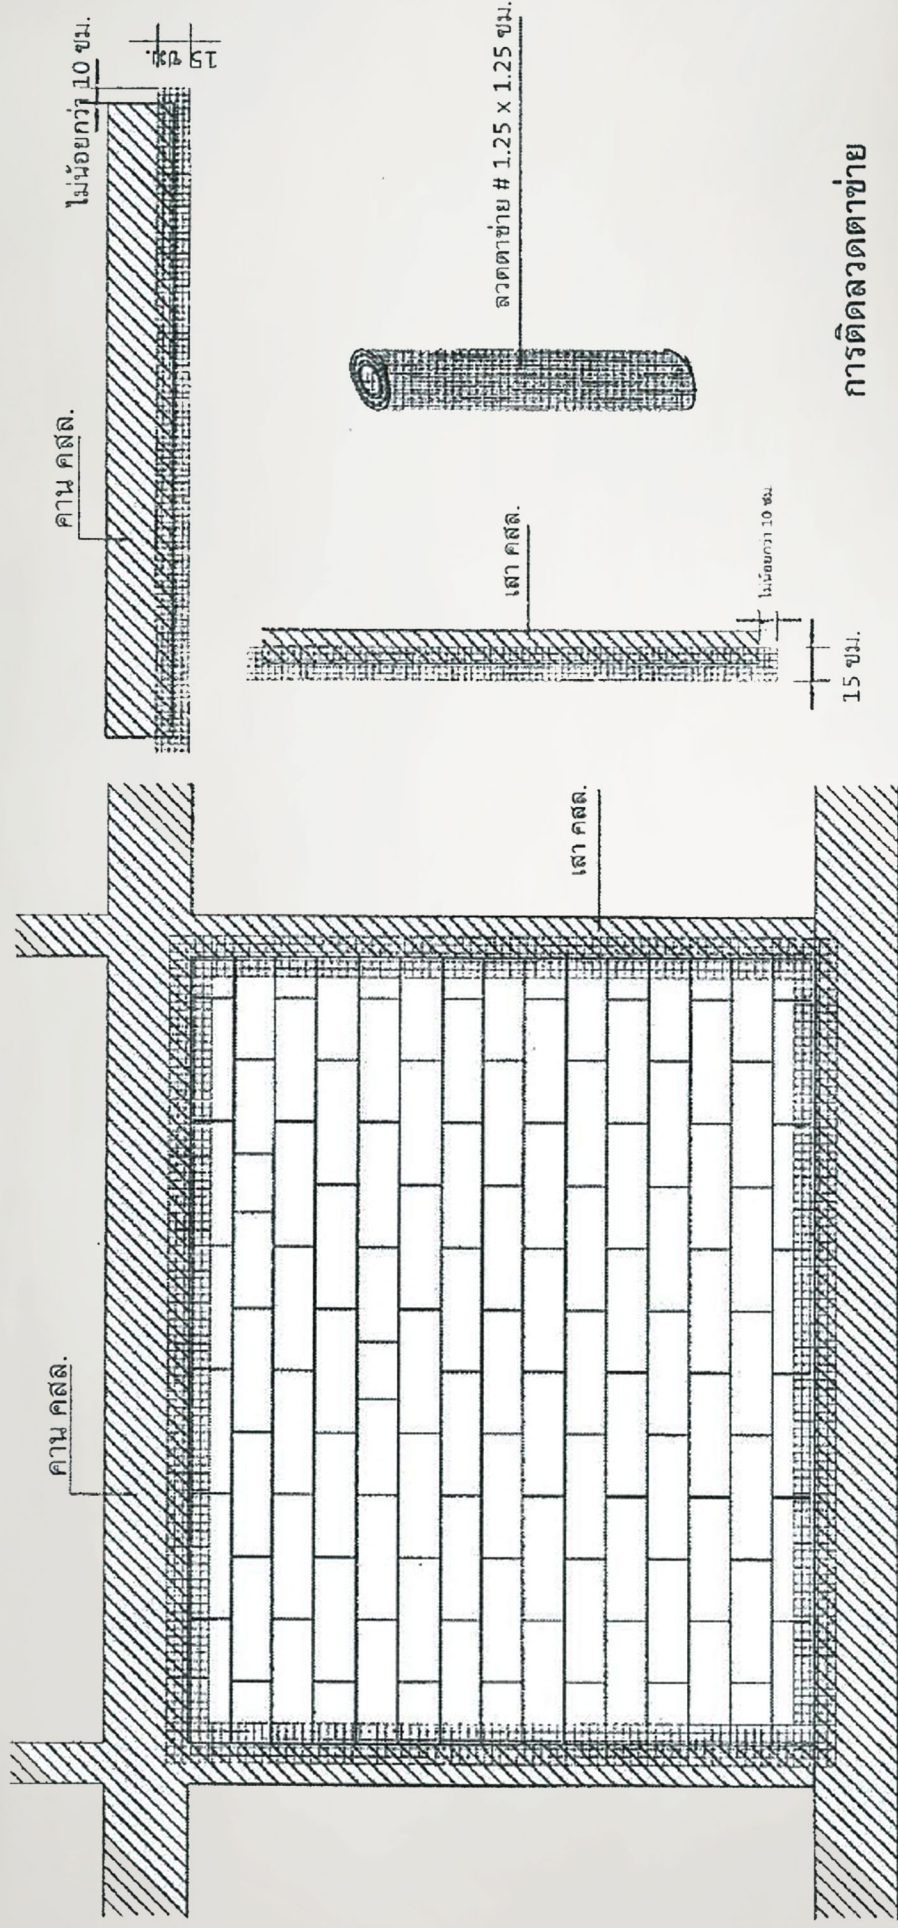 คาน คสล.
เสา คสล.
คาน คสล.
ไม่น้อยกว่า 10 ซม.
15 ซม.
เสา คสล.
ไม่น้อยกว่า 10 ซม.
15 ซม.
ลวดตาข่าย # 1.25 x 1.25 ซม.
การติดลวดตาข่าย